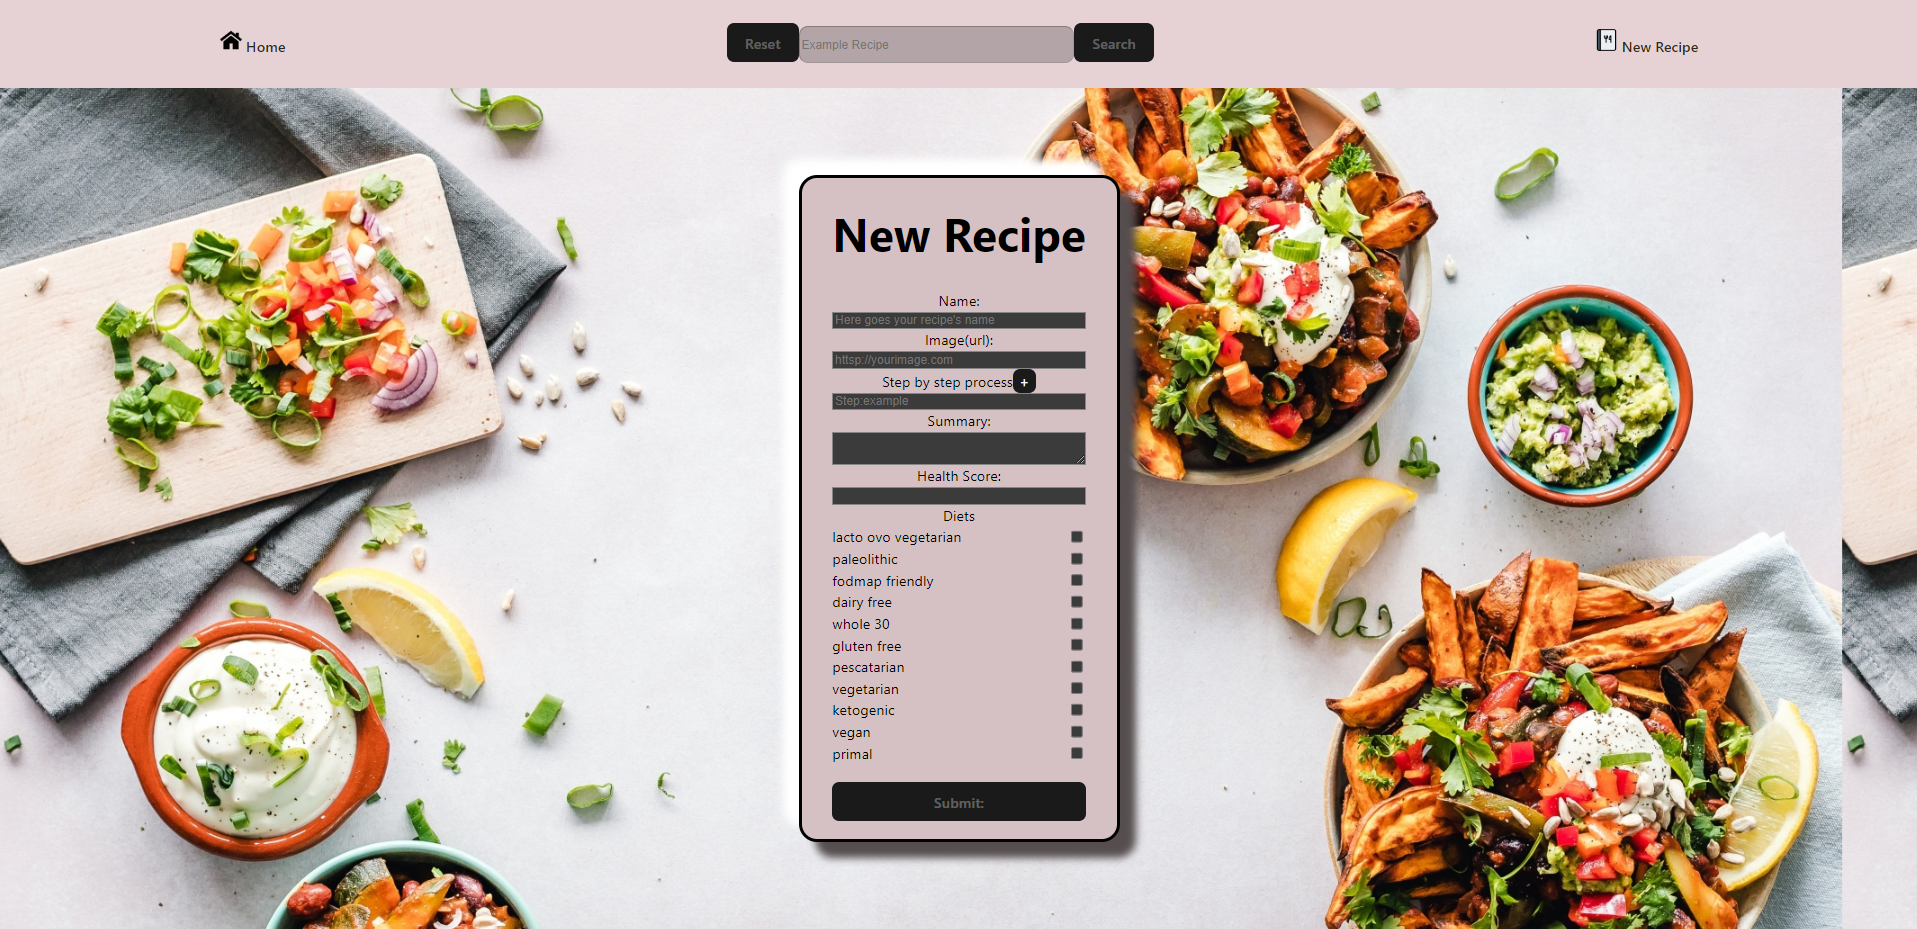 Home
Reset
Example Recipe
Search
New Recipe
New Recipe
Name:
Here goes your recipe's name
Image(url):
httsp://yourimage.com
Step by step process
+
Step:example
Summary:
Health Score:
Diets
lacto ovo vegetarian
paleolithic
fodmap friendly
dairy free
whole 30
gluten free
pescatarian
vegetarian
ketogenic
vegan
primal
Submit: